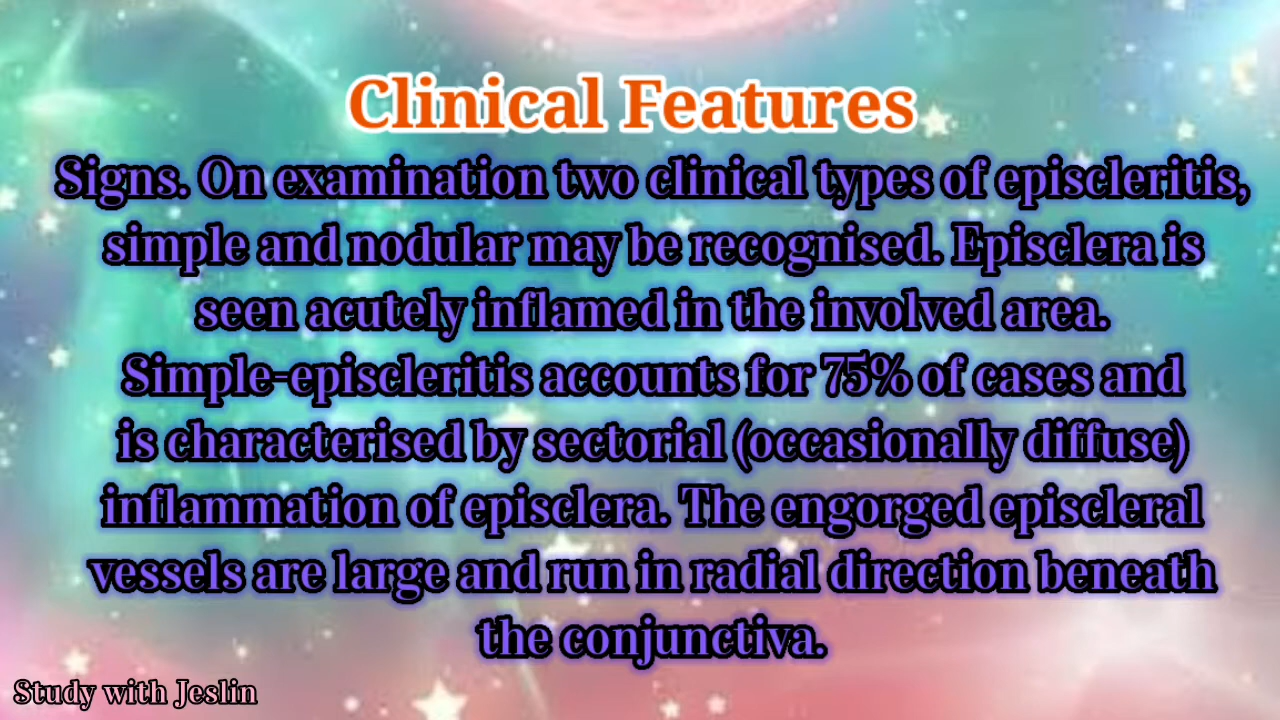 Clinical Features
Signs. On examination two clinical types of episcleritis,
simple and nodular may be recognised. Episclera is
seen acutely inflamed in the involved area.
Simple-episcleritis accounts for 75% of cases and
is characterised by sectorial (occasionally diffuse)
inflammation of episclera. The engorged episcleral
vessels are large and run in radial direction beneath
the conjunctiva.
Study with Jeslin